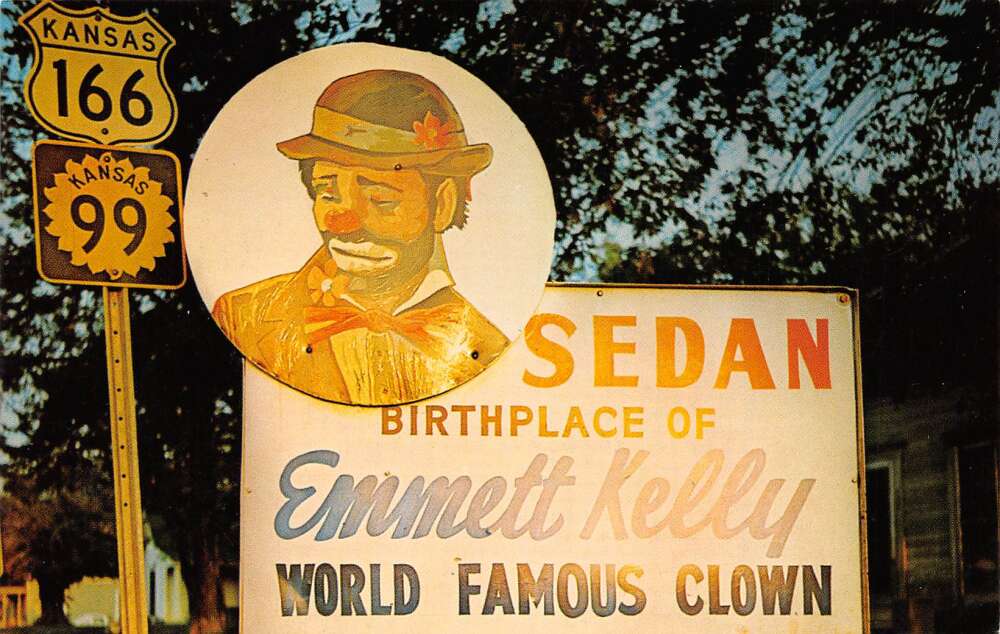 KANSAS
166
KANSAS
99
SEDAN
BIRTHPLACE OF
Emmett Kelly
WORLD FAMOUS CLOWN